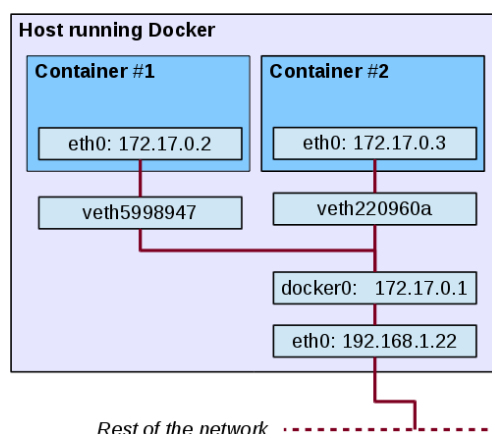 Host running Docker
Container #1
Container #2
eth0: 172.17.0.2
eth0: 172.17.0.3
veth5998947
veth220960a
docker0: 172.17.0.1
eth0: 192.168.1.22
Rest of the network